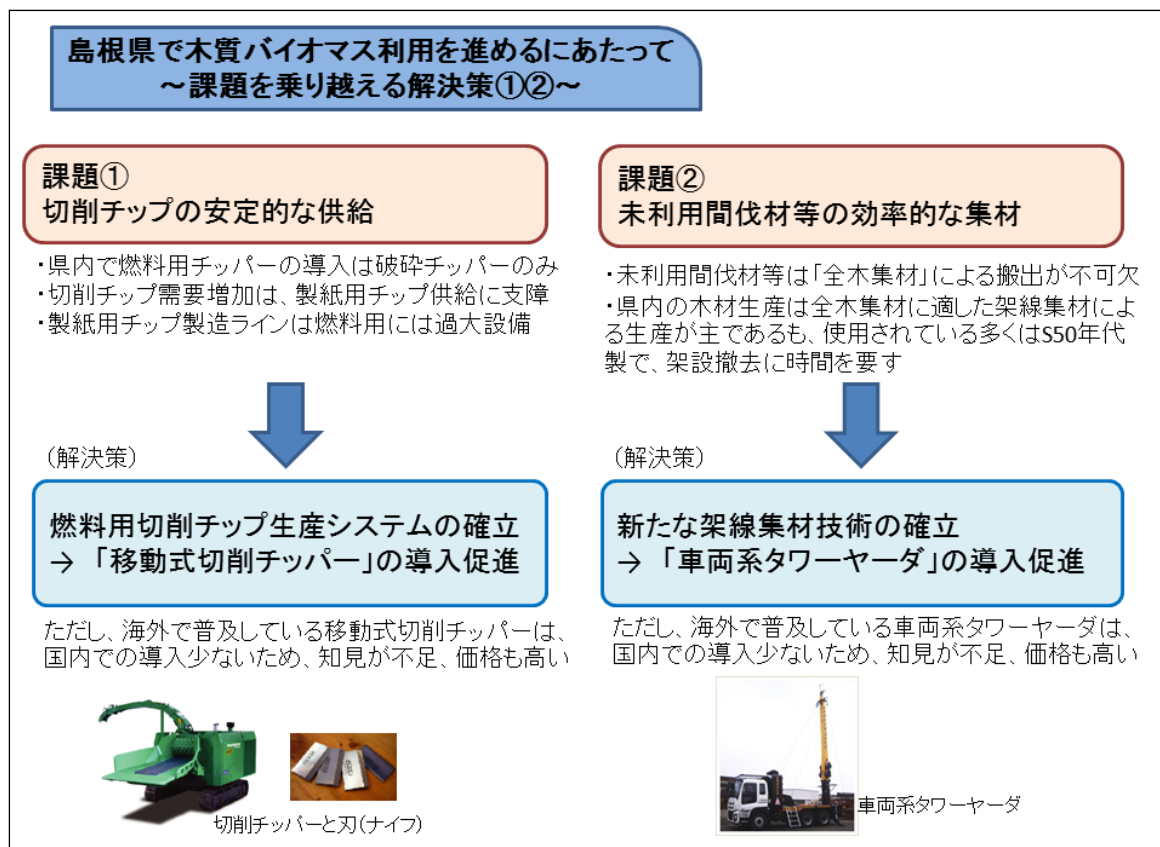 島根県で木質バイオマス利用を進めるにあたって
～課題を乗り越える解決策①②～
課題①
切削チップの安定的な供給
・県内で燃料用チッパーの導入は破砕チッパーのみ
・切削チップ需要増加は、製紙用チップ供給に支障
・製紙用チップ製造ラインは燃料用には過大設備
（解決策）
燃料用切削チップ生産システムの確立
→ 「移動式切削チッパー」の導入促進
ただし、海外で普及している移動式切削チッパーは、
国内での導入少ないため、知見が不足、価格も高い
切削チッパーと刃（ナイフ）
課題②
未利用間伐材等の効率的な集材
・未利用間伐材等は「全木集材」による搬出が不可欠
・県内の木材生産は全木集材に適した架線集材によ
る生産が主であるも、使用されている多くはS50年代
製で、架設撤去に時間を要す
（解決策）
新たな架線集材技術の確立
→ 「車両系タワーヤーダ」の導入促進
ただし、海外で普及している車両系タワーヤーダは、
国内での導入少ないため、知見が不足、価格も高い
車両系タワーヤーダ